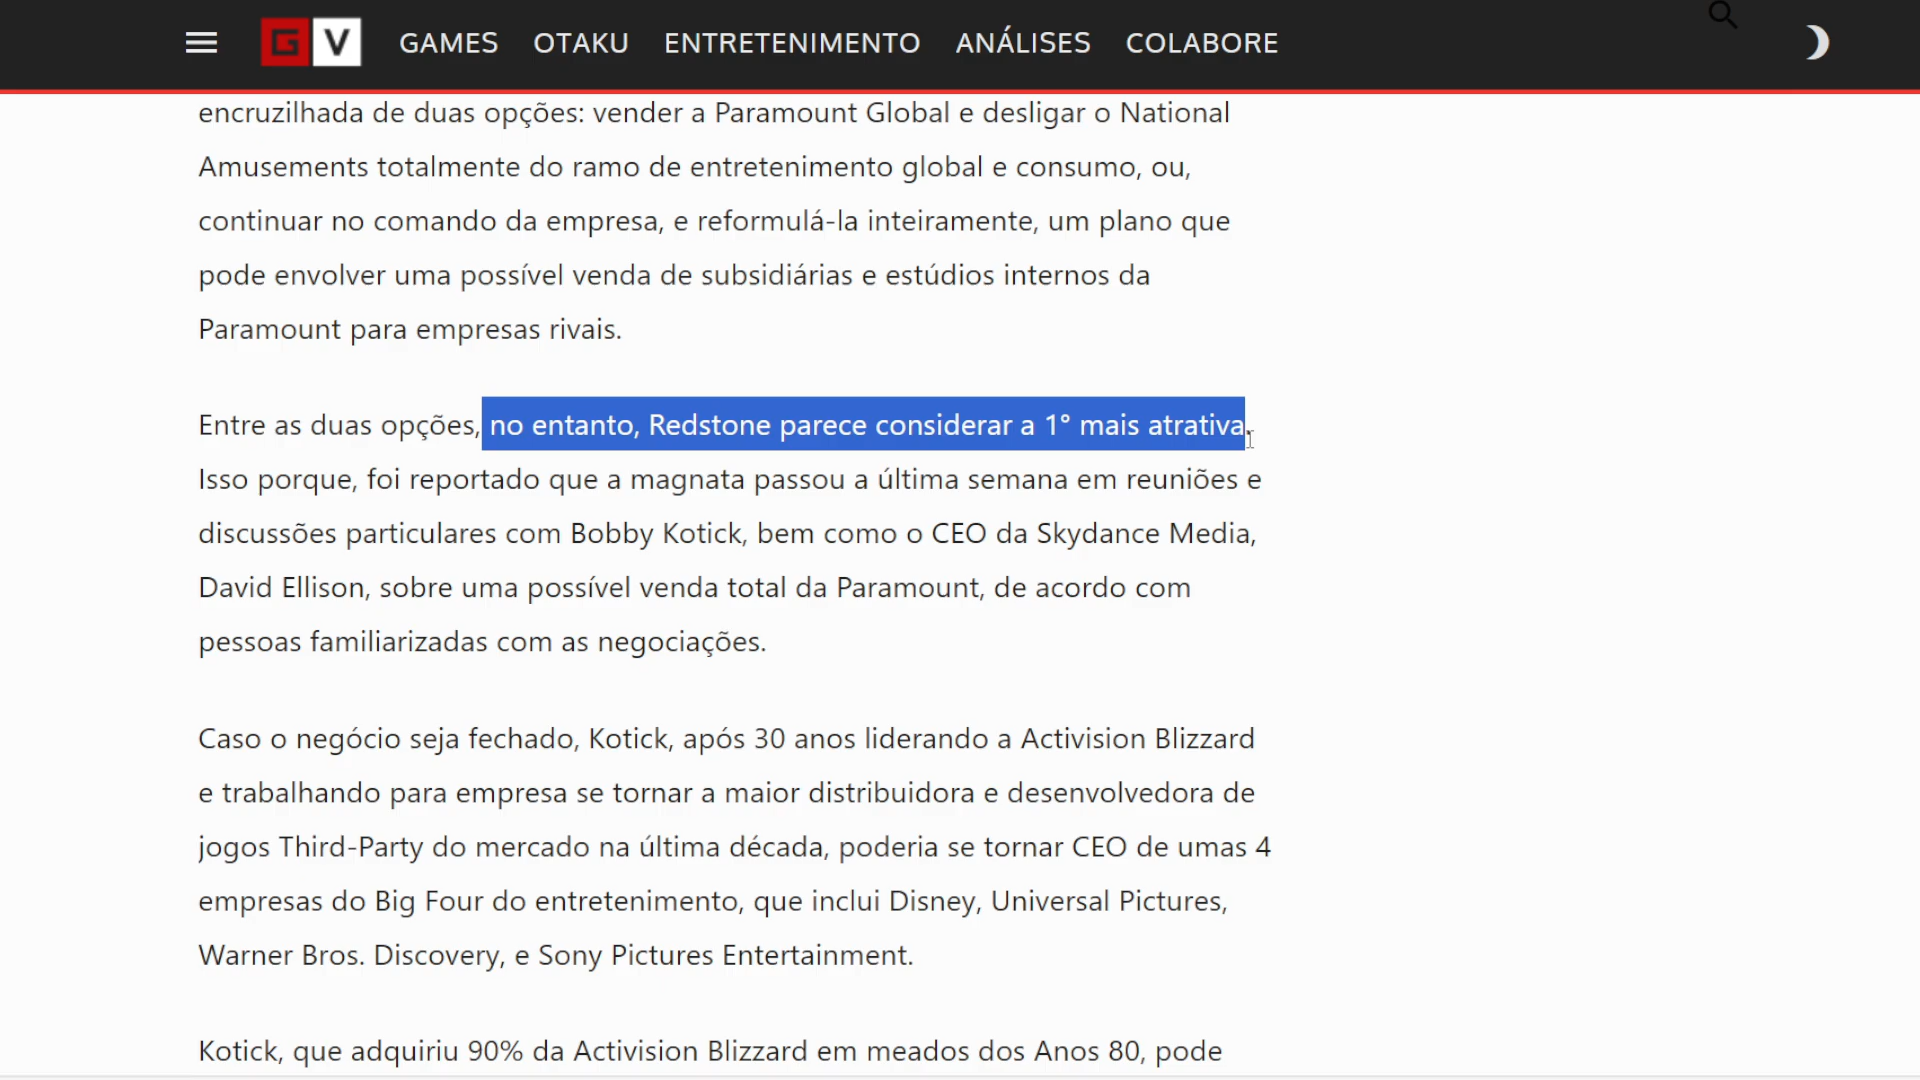 G V GAMES OTAKU ENTRETENIMENTO ANÁLISES COLABORE
encruzilhada de duas opções: vender a Paramount Global e desligar o National
Amusements totalmente do ramo de entretenimento global e consumo, ou,
continuar no comando da empresa, e reformulá-la inteiramente, um plano que
pode envolver uma possível venda de subsidiárias e estúdios internos da
Paramount para empresas rivais.
Entre as duas opções, no entanto, Redstone parece considerar a 1° mais atrativa.
Isso porque, foi reportado que a magnata passou a última semana em reuniões e
discussões particulares com Bobby Kotick, bem como o CEO da Skydance Media,
David Ellison, sobre uma possível venda total da Paramount, de acordo com
pessoas familiarizadas com as negociações.
Caso o negócio seja fechado, Kotick, após 30 anos liderando a Activision Blizzard
e trabalhando para empresa se tornar a maior distribuidora e desenvolvedora de
jogos Third-Party do mercado na última década, poderia se tornar CEO de umas 4
empresas do Big Four do entretenimento, que inclui Disney, Universal Pictures,
Warner Bros. Discovery, e Sony Pictures Entertainment.
Kotick, que adquiriu 90% da Activision Blizzard em meados dos Anos 80, pode